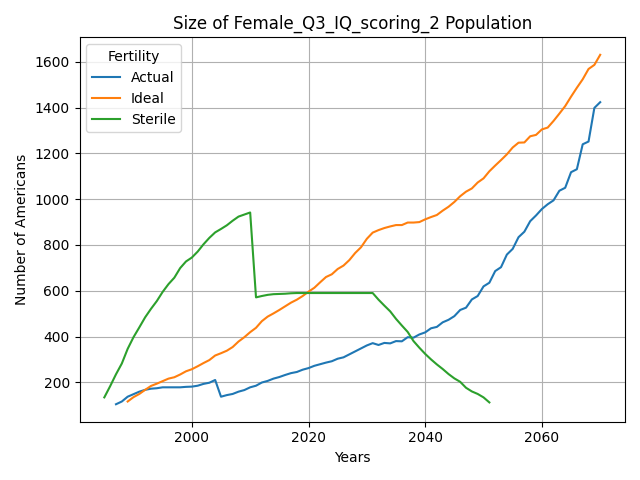 Size of Female_Q3_IQ_scoring_2 Population
Fertility
Actual
Ideal
Sterile
1600
1400
1200
1000
800
600
400
200
Number of Americans
2000
2020
2040
2060
Years